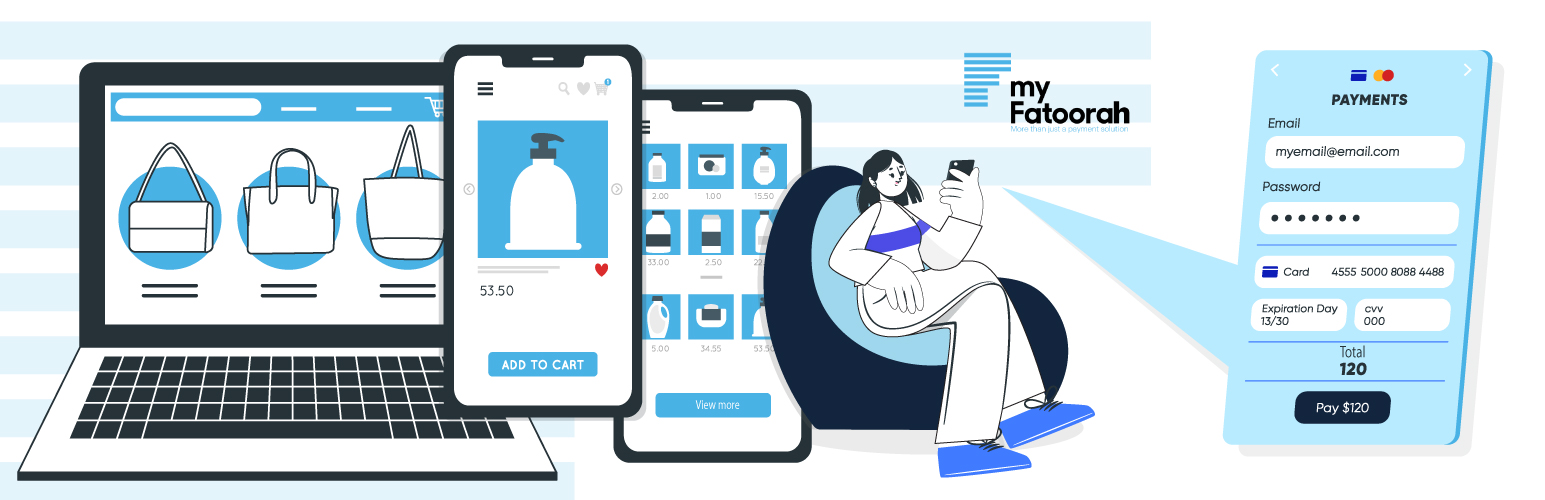 1
53.50
ADD TO CART
2.00
1.00
15.50
33.00
2.50
22
5.00
34.55
53.5
View more
my
Fatoorah
More than just a payment solution
PAYMENTS
Email
myemail@email.com
Password
Card 4555 5000 8088 4488
Expiration Day
13/30
cvv
000
Total
120
Pay $120